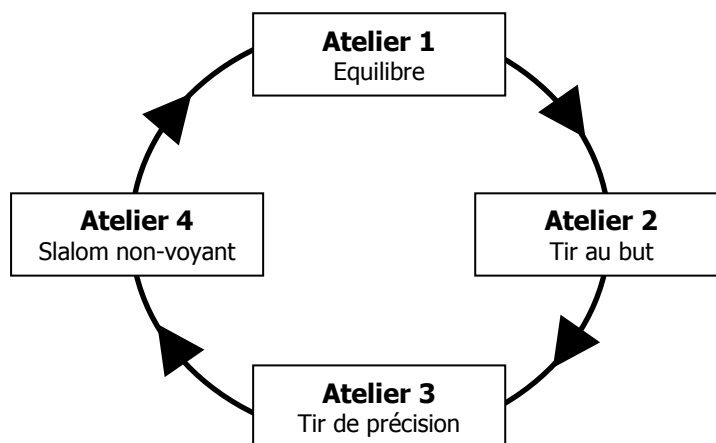 Atelier 1
Equilibre
Atelier 2
Tir au but
Atelier 3
Tir de précision
Atelier 4
Slalom non-voyant